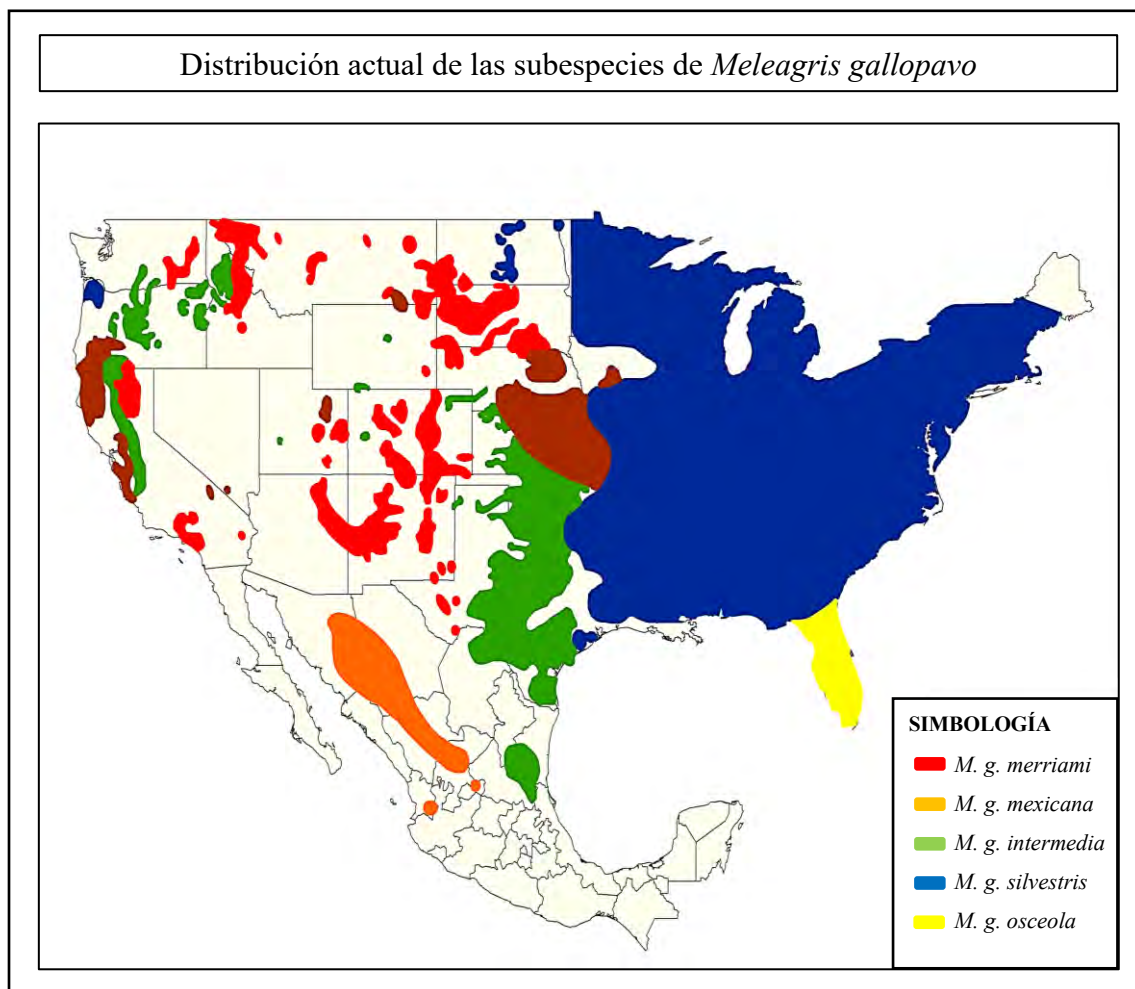 Distribución actual de las subespecies de Meleagris gallopavo
SIMBOLOGÍA
M. g. merriami
M. g. mexicana
M. g. intermedia
M. g. silvestris
M. g. osceola